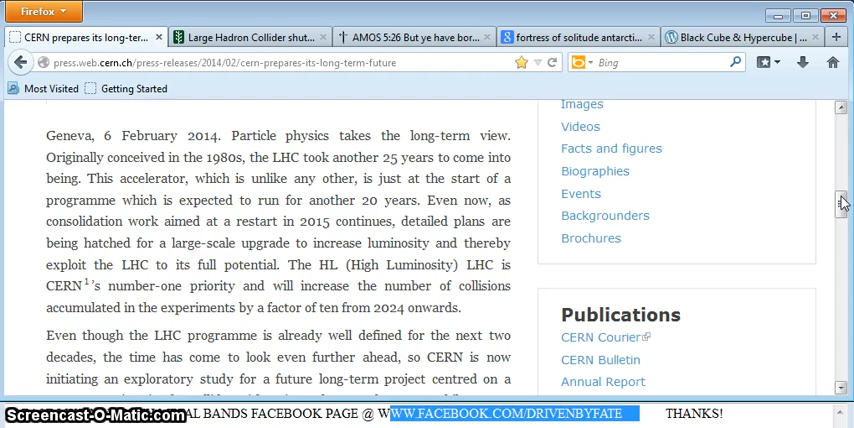 Firefox
CERN prepares its long-ter...
Large Hadron Collider shut...
AMOS 5:26 But ye have bor...
fortress of solitude antarcti...
Black Cube & Hypercube | ...
press.web.cern.ch/press-releases/2014/02/cern-prepares-its-long-term-future
Bing
Most Visited
Getting Started
Geneva, 6 February 2014. Particle physics takes the long-term view.
Originally conceived in the 1980s, the LHC took another 25 years to come into
being. This accelerator, which is unlike any other, is just at the start of a
programme which is expected to run for another 20 years. Even now, as
consolidation work aimed at a restart in 2015 continues, detailed plans are
being hatched for a large-scale upgrade to increase luminosity and thereby
exploit the LHC to its full potential. The HL (High Luminosity) LHC is
CERN1's number-one priority and will increase the number of collisions
accumulated in the experiments by a factor of ten from 2024 onwards.
Even though the LHC programme is already well defined for the next two
decades, the time has come to look even further ahead, so CERN is now
initiating an exploratory study for a future long-term project centred on a
Images
Videos
Facts and figures
Biographies
Events
Backgrounders
Brochures
Publications
CERN Courier
CERN Bulletin
Annual Report
BANDS FACEBOOK PAGE @ WWW.FACEBOOK.COM/DRIVENBYFATE THANKS!
Screencast-O-Matic.com